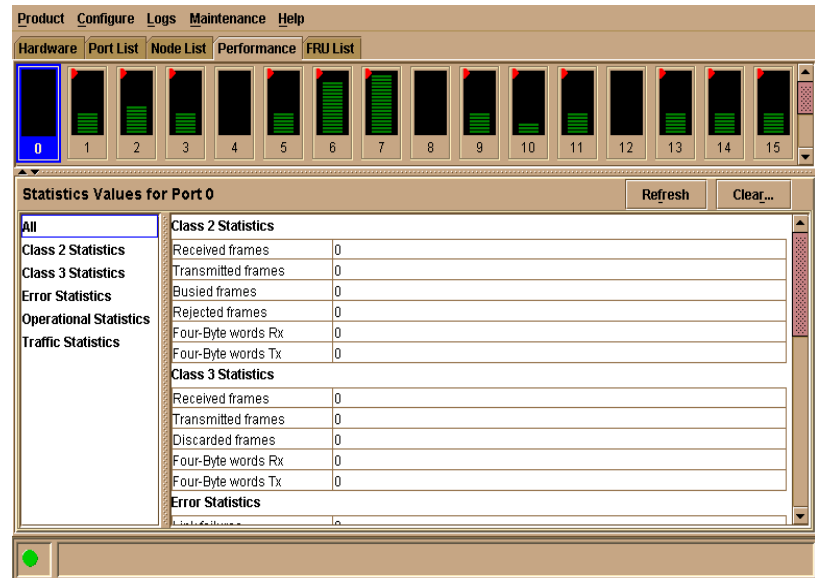 Product Configure Logs Maintenance Help
Hardware Port List Node List Performance FRU List
0 1 2 3 4 5 6 7 8 9 10 11 12 13 14 15
Statistics Values for Port 0 Refresh Clear...
All
Class 2 Statistics
Class 3 Statistics
Error Statistics
Operational Statistics
Traffic Statistics
Class 2 Statistics
Received frames 0
Transmitted frames 0
Busied frames 0
Rejected frames 0
Four-Byte words Rx 0
Four-Byte words Tx 0
Class 3 Statistics
Received frames 0
Transmitted frames 0
Discarded frames 0
Four-Byte words Rx 0
Four-Byte words Tx 0
Error Statistics